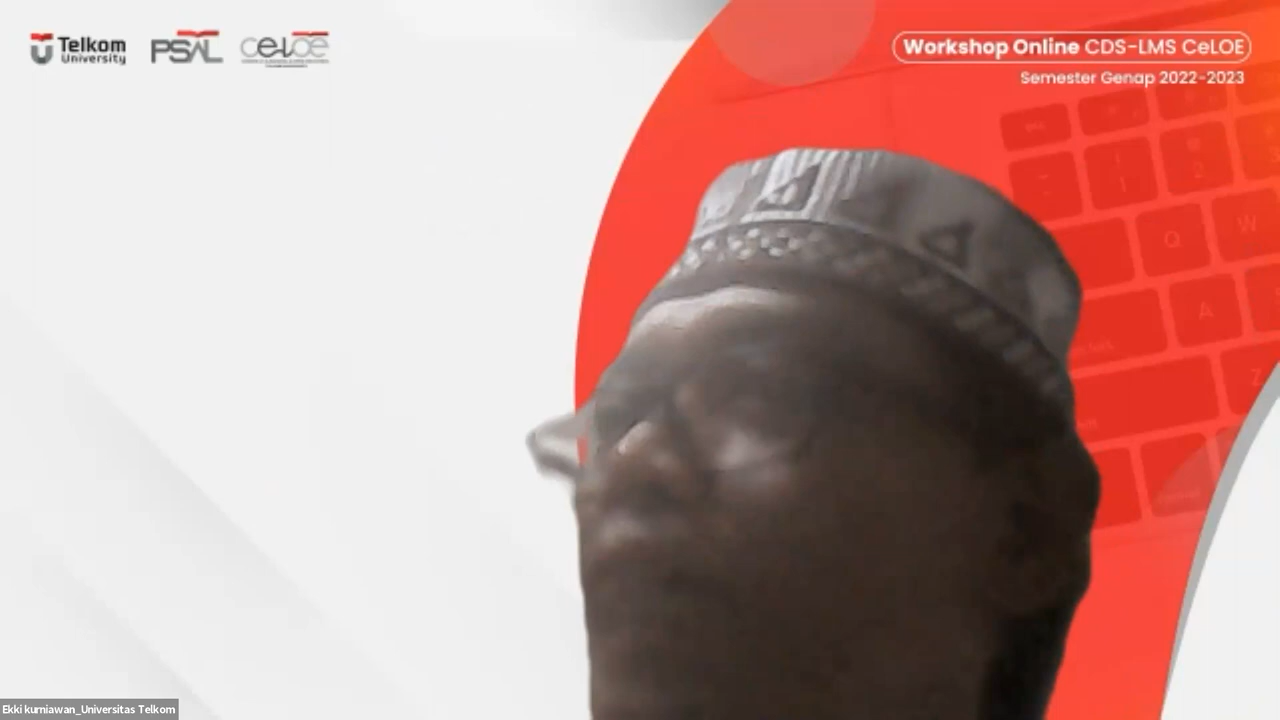 Telkom
University
PSAL
CELOE
Workshop Online CDS-LMS CeLOE
Semester Genap 2022-2023
Q
W
A
Z
Ekki kurniawan_Universitas Telkom